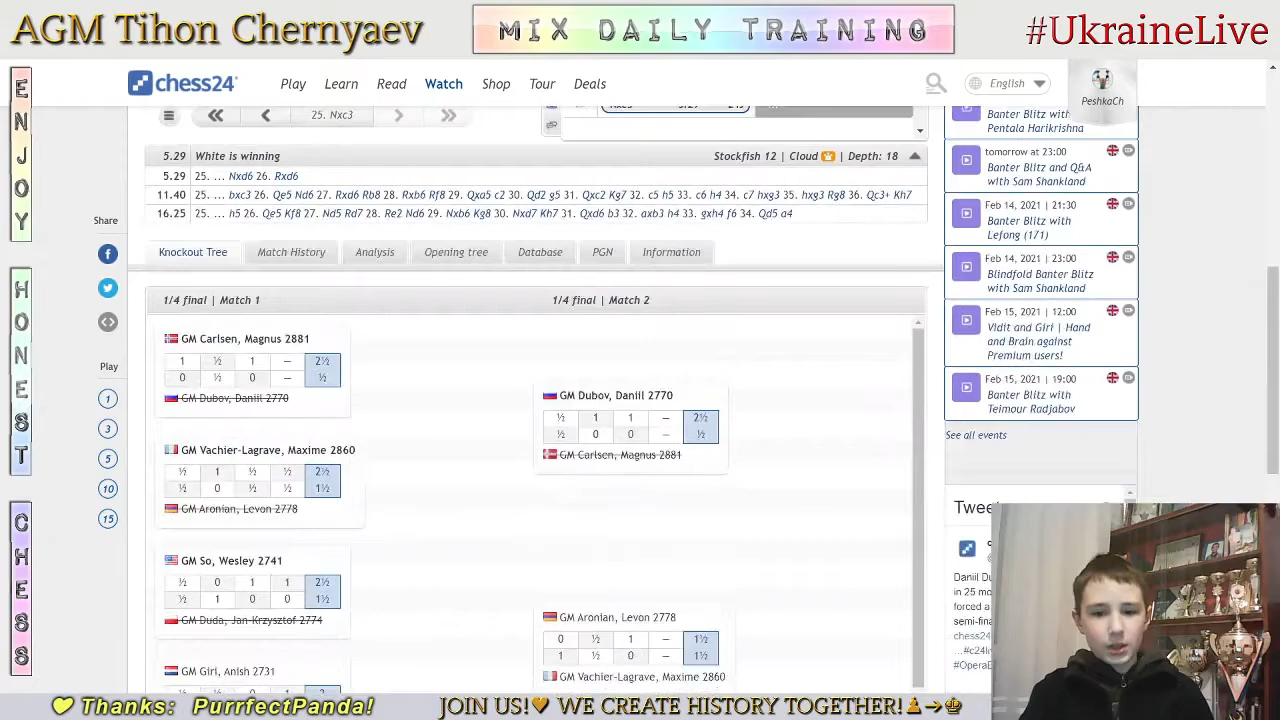 AGM Tihon Chernyaev
MIX DAILY TRAINING
#UkraineLive
ENJOY
HONEST
CHESS
chess24
Play Learn Read Watch Shop Tour Deals
English
PeshkaCh
25. Nxc3
Banter Blitz with
Pentala Harikrishna
tomorrow at 23:00
Banter Blitz and Q&A
with Sam Shankland
Feb 14, 2021 | 21:30
Banter Blitz with
Lefong (171)
Feb 14, 2021 | 23:00
Blindfold Banter Blitz
with Sam Shankland
Feb 15, 2021 | 12:00
Vidit and Giri | Hand
and Brain against
Premium users!
Feb 15, 2021 | 19:00
Banter Blitz with
Teimour Radjabov
See all events
5.29 White is winning Stockfish 12 | Cloud | Depth: 18
5.29 25. ... Nxd6 26. Rxd6
11.40 25. ... bxc3 26. Qe5 Nd6 27. Rxd6 Rb8 28. Rxb6 Rf8 29. Qxa5 c2 30. Qd2 g5 31. Qxc2 Kg7 32. c5 h5 33. c6 h4 34. c7 hxg3 35. hxg3 Rg8 36. Qc3+ Kh7
16.25 25. ... h5 26. Qe5 Kf8 27. Nd5 Rd7 28. Re2 Nd6 29. Nxb6 Kg8 30. Nxd7 Kh7 31. Qxd6 b3 32. axb3 h4 33. gxh4 f6 34. Qd5 a4
Share
Play
1
3
5
10
15
Knockout Tree Match History Analysis Opening tree Database PGN Information
1/4 final | Match 1 1/4 final | Match 2
GM Carlsen, Magnus 2881
1 ½ 1 — 2½
0 ½ 0 — ½
GM Dubov, Daniil 2770
GM Vachier-Lagrave, Maxime 2860
½ 1 ½ ½ 2½
½ 0 ½ ½ 1½
GM Aronian, Levon 2778
GM So, Wesley 2741
½ 0 1 1 2½
½ 1 0 0 1½
GM Duda, Jan-Krzysztof 2774
GM Giri, Anish 2731
GM Dubov, Daniil 2770
½ 1 1 — 2½
½ 0 0 — ½
GM Carlsen, Magnus 2881
GM Aronian, Levon 2778
0 ½ 1 — 1½
1 ½ 0 — 1½
GM Vachier-Lagrave, Maxime 2860
Daniil Du
in 25 mo
forced a
semi-fina
chess24
...#c24liv
#OperaE
Thanks: PurrfectPanda!
JOIN US! WE CREATE HISTORY TOGETHER!